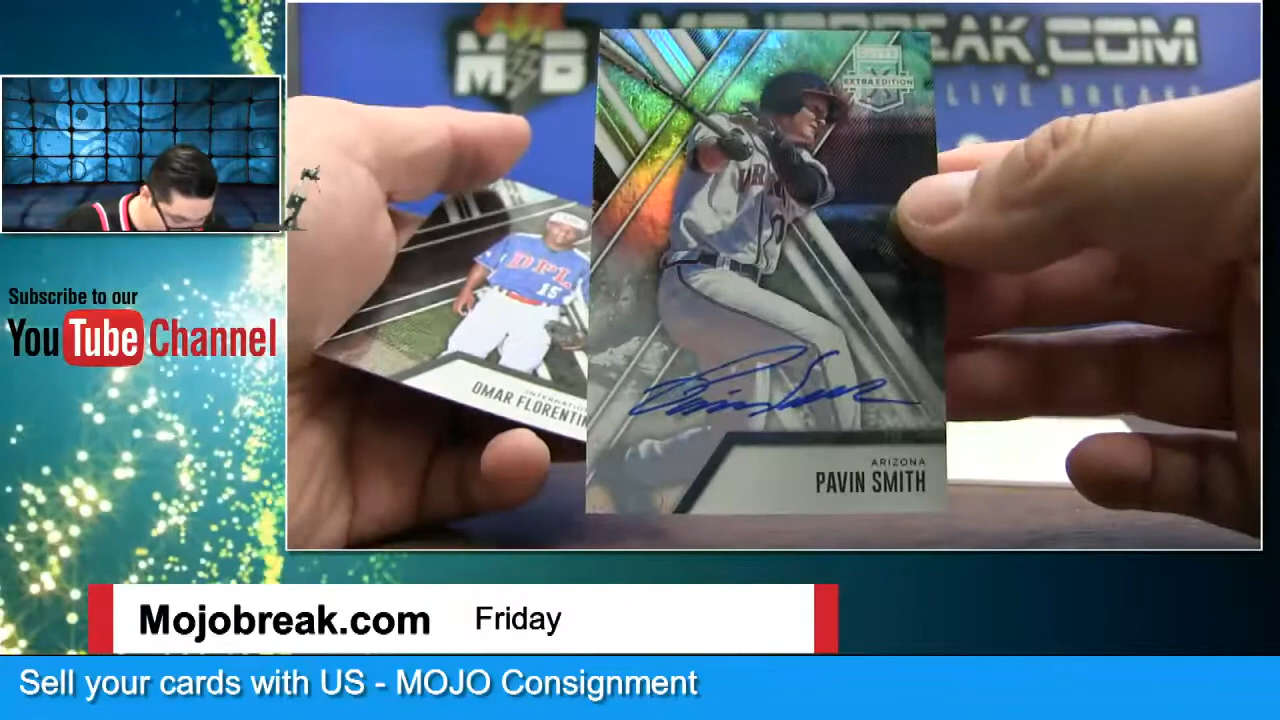 MB
MOJOBREAK.COM
LIVE BREAKS
EXTRA EDITION
DPL
15
OMAR FLORENTIN
ARIZONA
PAVIN SMITH
Subscribe to our
YouTube Channel
Mojobreak.com Friday
Sell your cards with US - MOJO Consignment